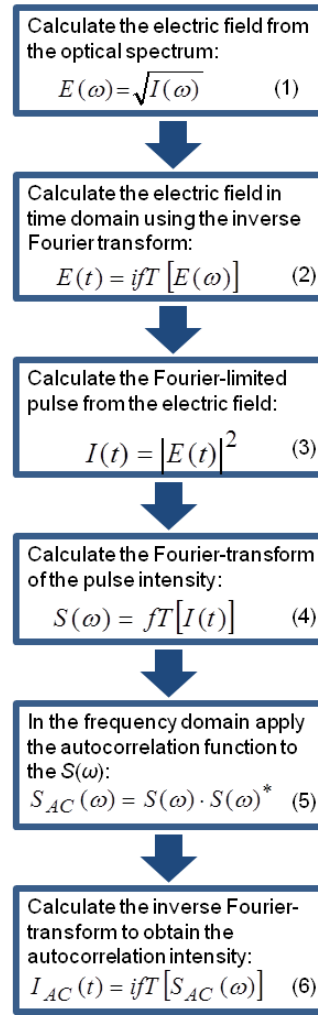 Calculate the electric field from
the optical spectrum:
E(ω)=√I(ω) (1)
Calculate the electric field in
time domain using the inverse
Fourier transform:
E(t) = ifT [E(ω)] (2)
Calculate the Fourier-limited
pulse from the electric field:
I(t) = |E(t)|² (3)
Calculate the Fourier-transform
of the pulse intensity:
S(ω) = fT[I(t)] (4)
In the frequency domain apply
the autocorrelation function to
the S(ω):
S_AC(ω) = S(ω)·S(ω)* (5)
Calculate the inverse Fourier-
transform to obtain the
autocorrelation intensity:
I_AC(t) = ifT[S_AC(ω)] (6)